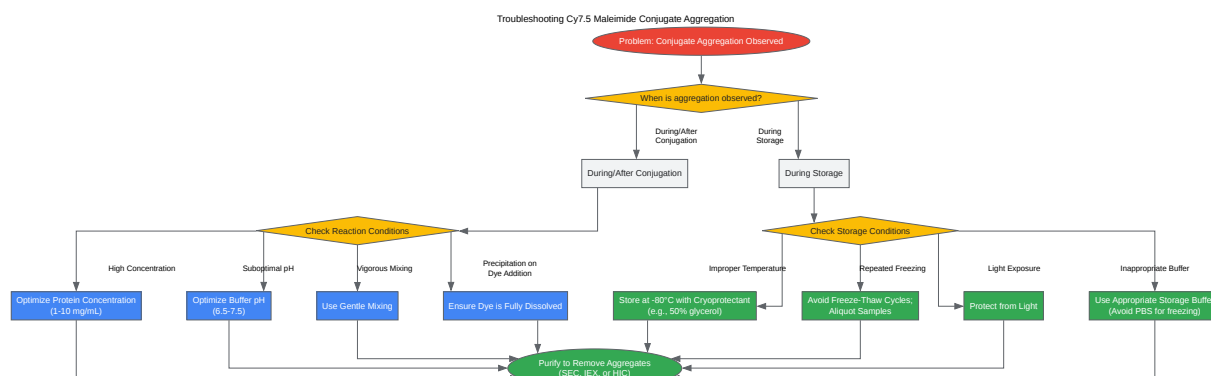 Troubleshooting Cy7.5 Maleimide Conjugate Aggregation
Problem: Conjugate Aggregation Observed
When is aggregation observed?
During/After
Conjugation
During
Storage
During/After Conjugation
During Storage
Check Reaction Conditions
Check Storage Conditions
High Concentration
Suboptimal pH
Vigorous Mixing
Precipitation on
Dye Addition
Improper Temperature
Repeated Freezing
Light Exposure
Inappropriate Buffer
Optimize Protein Concentration
(1-10 mg/mL)
Optimize Buffer pH
(6.5-7.5)
Use Gentle Mixing
Ensure Dye is Fully Dissolved
Store at -80°C with Cryoprotectant
(e.g., 50% glycerol)
Avoid Freeze-Thaw Cycles;
Aliquot Samples
Protect from Light
Use Appropriate Storage Buffe
(Avoid PBS for freezing)
Purify to Remove Aggregates
(SEC, IEX, or HIC)